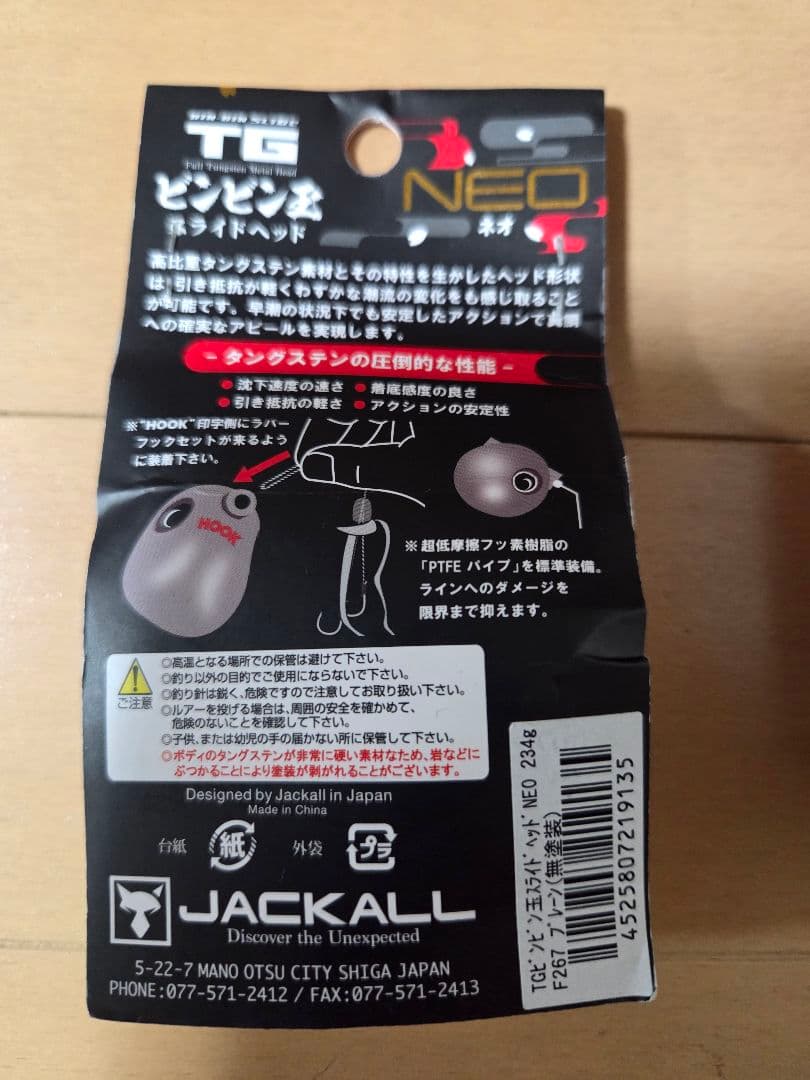 TG
Full Tungsten Metal Head
ビンビン玉
スライドヘッド
NEO
ネオ
高比重タングステン素材とその特性を生かしたヘッド形状
は、引き抵抗が軽くわずかな潮流の変化をも感じ取ること
が可能です。早潮の状況下でも安定したアクションで真鯛
への確実なアピールを実現します。
- タングステンの圧倒的な性能 -
●沈下速度の速さ ●着底感度の良さ
●引き抵抗の軽さ ●アクションの安定性
※"HOOK"印字側にラバー
フックセットが来るよう
に装着下さい。
HOOK
※超低摩擦フッ素樹脂の
「PTFE パイプ」を標準装備。
ラインへのダメージを
限界まで抑えます。
ご注意
◎高温となる場所での保管は避けて下さい。
◎釣り以外の目的でご使用にならないで下さい。
◎釣り針は鋭く、危険ですので注意してお取り扱い下さい。
◎ルアーを投げる場合は、周囲の安全を確かめて、
危険のないことを確認して下さい。
◎子供、または幼児の手の届かない所に保管して下さい。
◎ボディのタングステンが非常に硬い素材なため、岩などに
ぶつかることにより塗装が剥がれることがございます。
Designed by Jackall in Japan
Made in China
台紙 紙 外袋 プラ
JACKALL
Discover the Unexpected
5-22-7 MANO OTSU CITY SHIGA JAPAN
PHONE:077-571-2412 / FAX:077-571-2413
TGﾋﾞﾝﾋﾞﾝ玉ｽﾗｲﾄﾞﾍｯﾄﾞNEO 234g
F267 ﾌﾟﾚｰﾝ(無塗装)
4525807219135